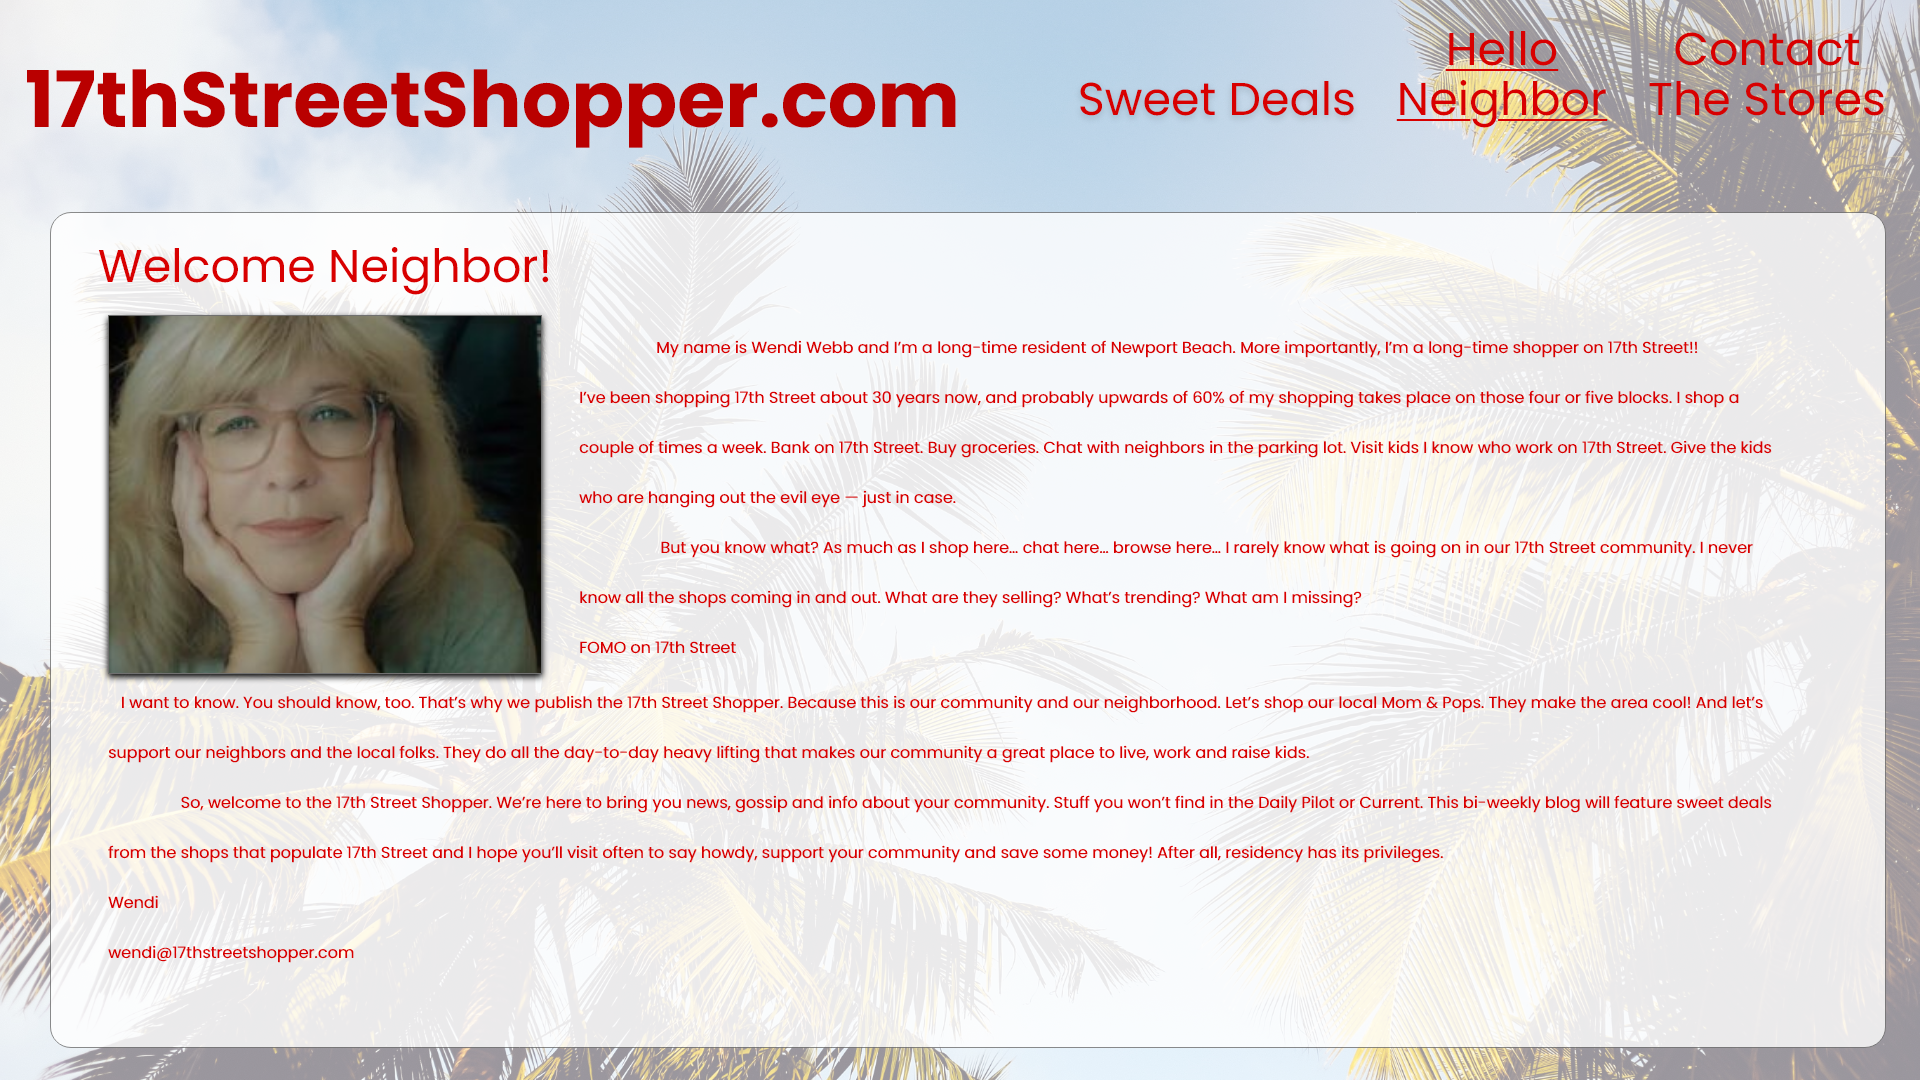 17thStreetShopper.com
Sweet Deals
Hello
Neighbor
Contact
The Stores
Welcome Neighbor!
My name is Wendi Webb and I’m a long-time resident of Newport Beach. More importantly, I’m a long-time shopper on 17th Street!!
I’ve been shopping 17th Street about 30 years now, and probably upwards of 60% of my shopping takes place on those four or five blocks. I shop a
couple of times a week. Bank on 17th Street. Buy groceries. Chat with neighbors in the parking lot. Visit kids I know who work on 17th Street. Give the kids
who are hanging out the evil eye — just in case.
But you know what? As much as I shop here… chat here… browse here… I rarely know what is going on in our 17th Street community. I never
know all the shops coming in and out. What are they selling? What’s trending? What am I missing?
FOMO on 17th Street
I want to know. You should know, too. That’s why we publish the 17th Street Shopper. Because this is our community and our neighborhood. Let’s shop our local Mom & Pops. They make the area cool! And let’s
support our neighbors and the local folks. They do all the day-to-day heavy lifting that makes our community a great place to live, work and raise kids.
So, welcome to the 17th Street Shopper. We’re here to bring you news, gossip and info about your community. Stuff you won’t find in the Daily Pilot or Current. This bi-weekly blog will feature sweet deals
from the shops that populate 17th Street and I hope you’ll visit often to say howdy, support your community and save some money! After all, residency has its privileges.
Wendi
wendi@17thstreetshopper.com